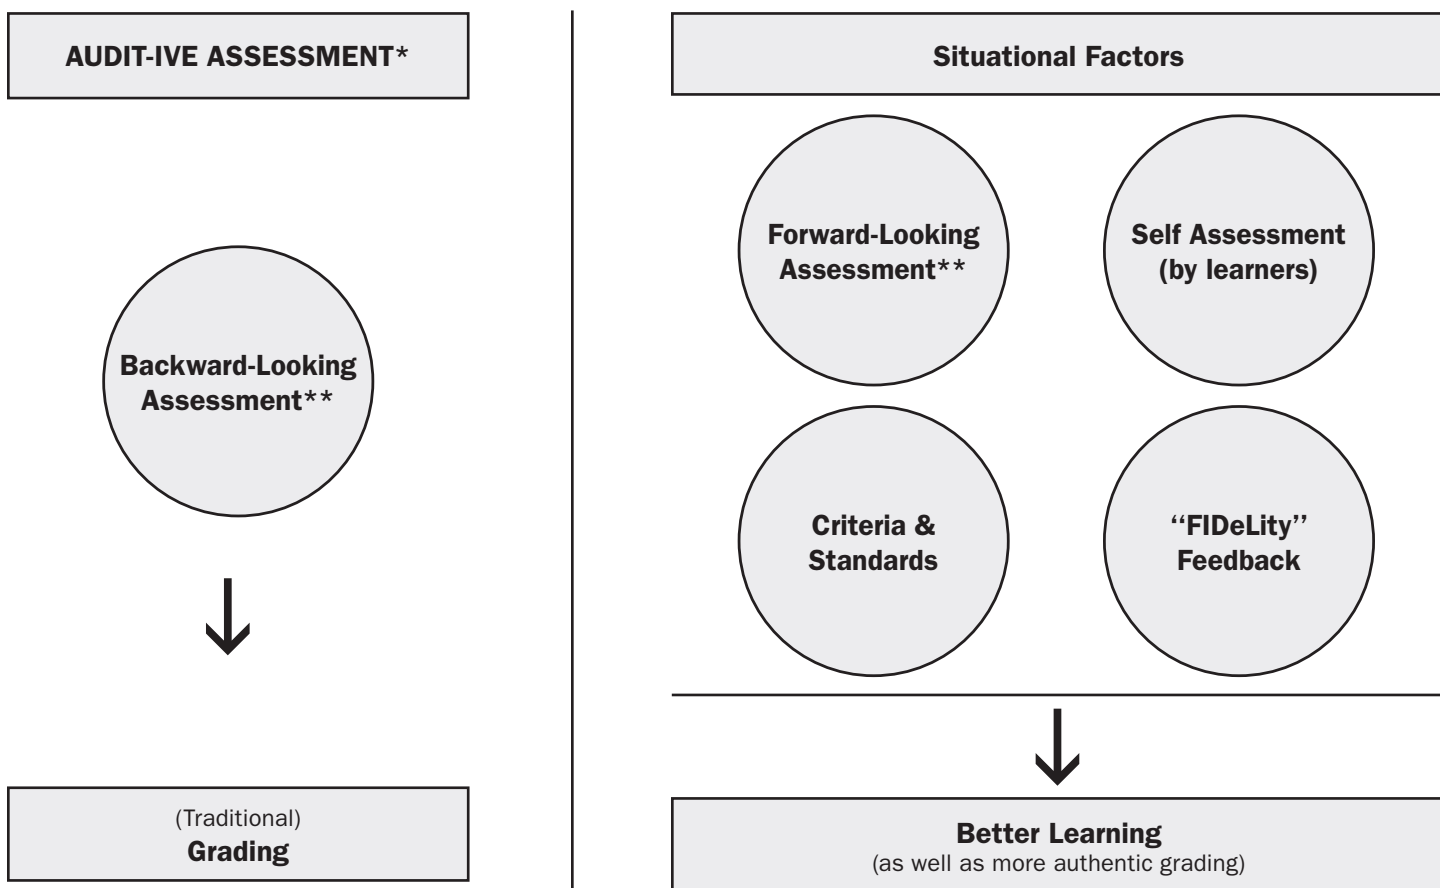 AUDIT-IVE ASSESSMENT*
Backward-Looking
Assessment**
(Traditional)
Grading
Situational Factors
Forward-Looking
Assessment**
Self Assessment
(by learners)
Criteria &
Standards
‘‘FIDeLity’’
Feedback
Better Learning
(as well as more authentic grading)